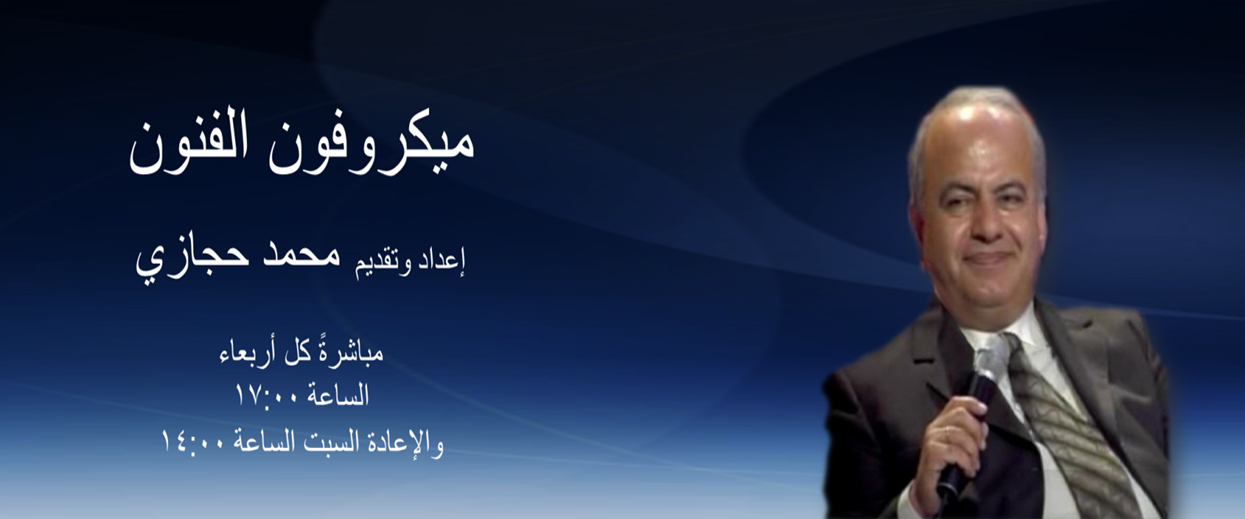 ميكروفون الفنون
إعداد وتقديم محمد حجازي
مباشرةً كل أربعاء
الساعة ١٧:٠٠
والإعادة السبت الساعة ١٤:٠٠